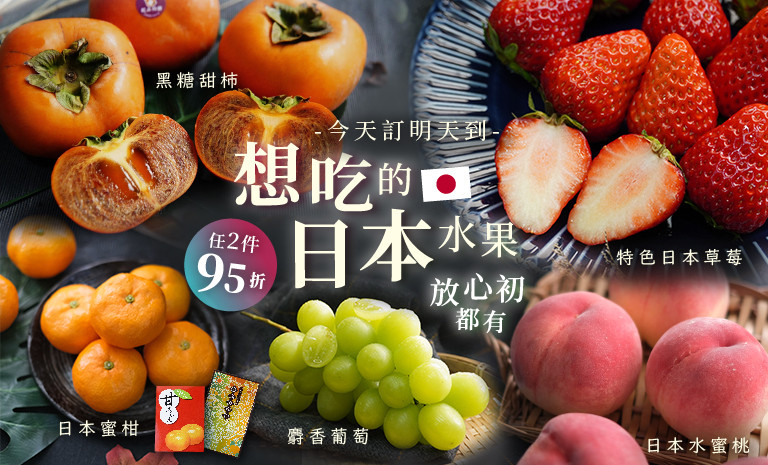 黑糖甜柿
-今天訂明天到-
想吃的
日本水果
任2件
95折
放心初
都有
特色日本草莓
日本蜜柑
甘
麝香葡萄
日本水蜜桃